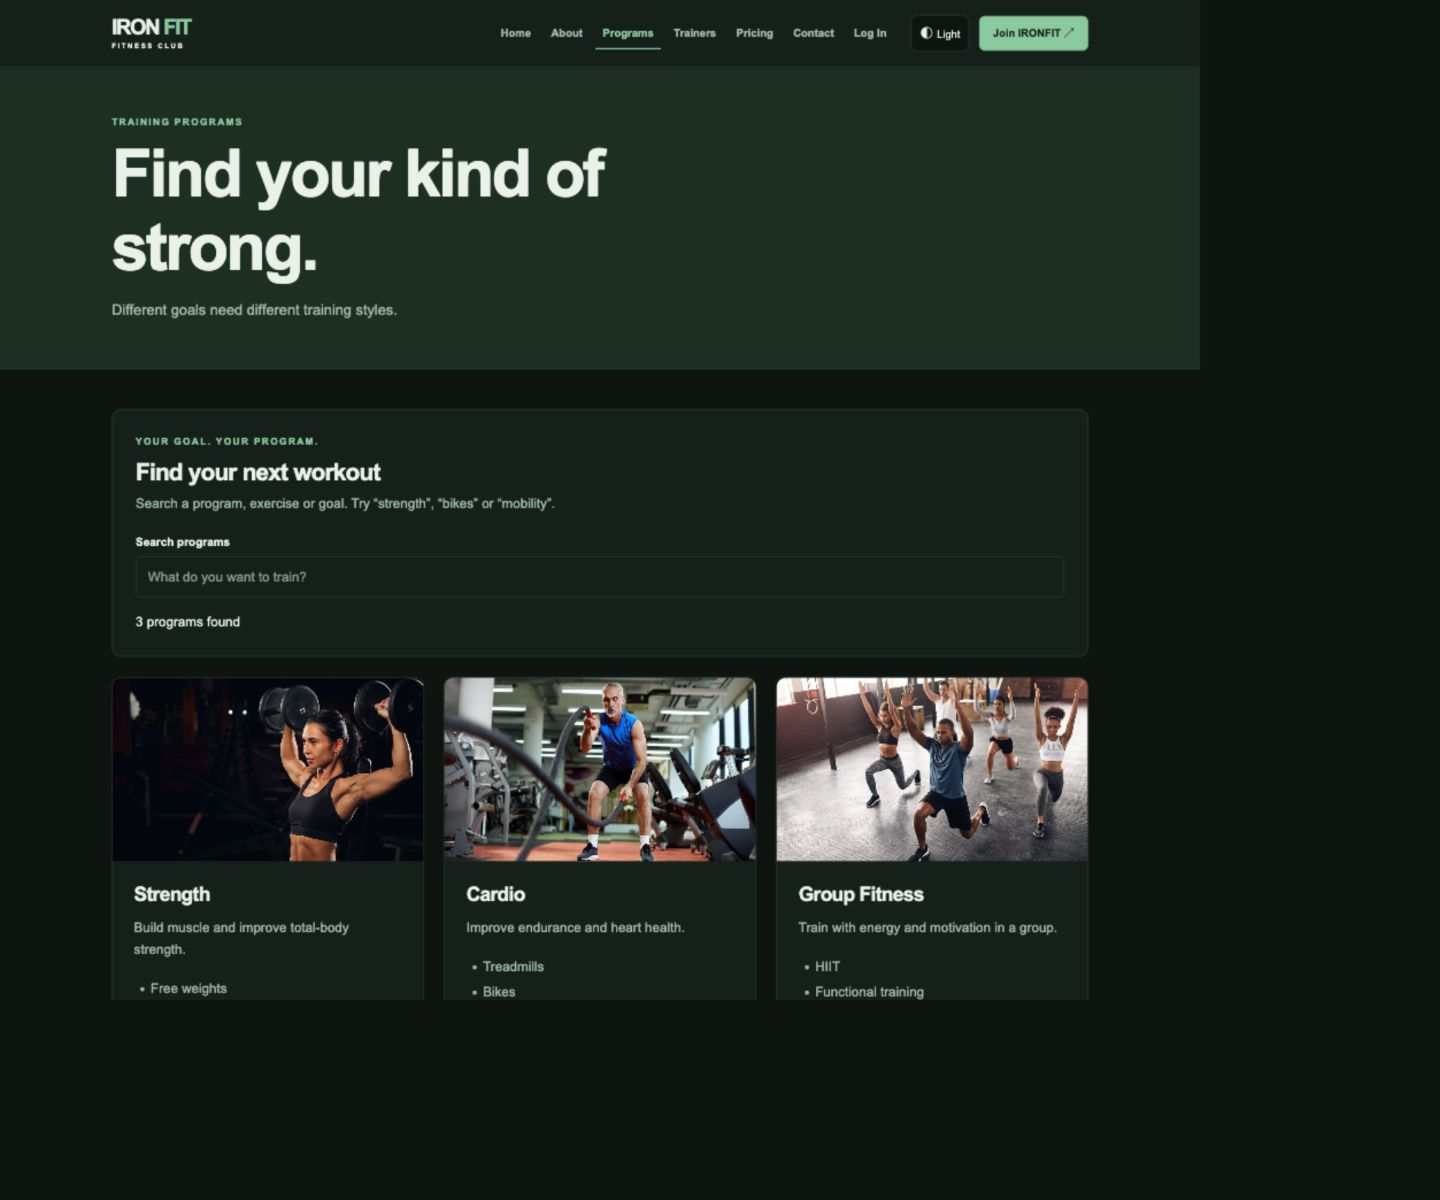 IRON FIT
FITNESS CLUB
Home About Programs Trainers Pricing Contact Log In Light Join IRONFIT ↗
TRAINING PROGRAMS
Find your kind of
strong.
Different goals need different training styles.
YOUR GOAL. YOUR PROGRAM.
Find your next workout
Search a program, exercise or goal. Try “strength”, “bikes” or “mobility”.
Search programs
What do you want to train?
3 programs found
Strength
Build muscle and improve total-body
strength.
• Free weights
Cardio
Improve endurance and heart health.
• Treadmills
• Bikes
Group Fitness
Train with energy and motivation in a group.
• HIIT
• Functional training